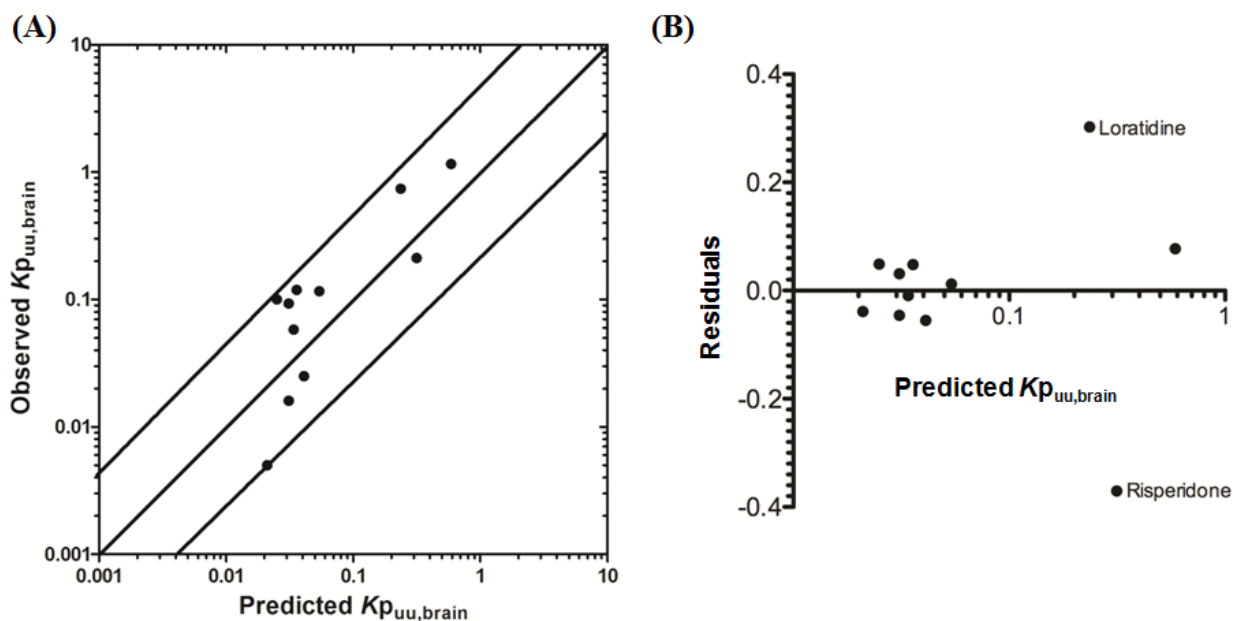 (A)
10
1
0.1
0.01
0.001
Observed Kpuu,brain
0.001
0.01
0.1
1
10
Predicted Kpuu,brain
(B)
0.4
0.2
0.0
-0.2
-0.4
Residuals
Loratidine
0.1
1
Predicted Kpuu,brain
Risperidone